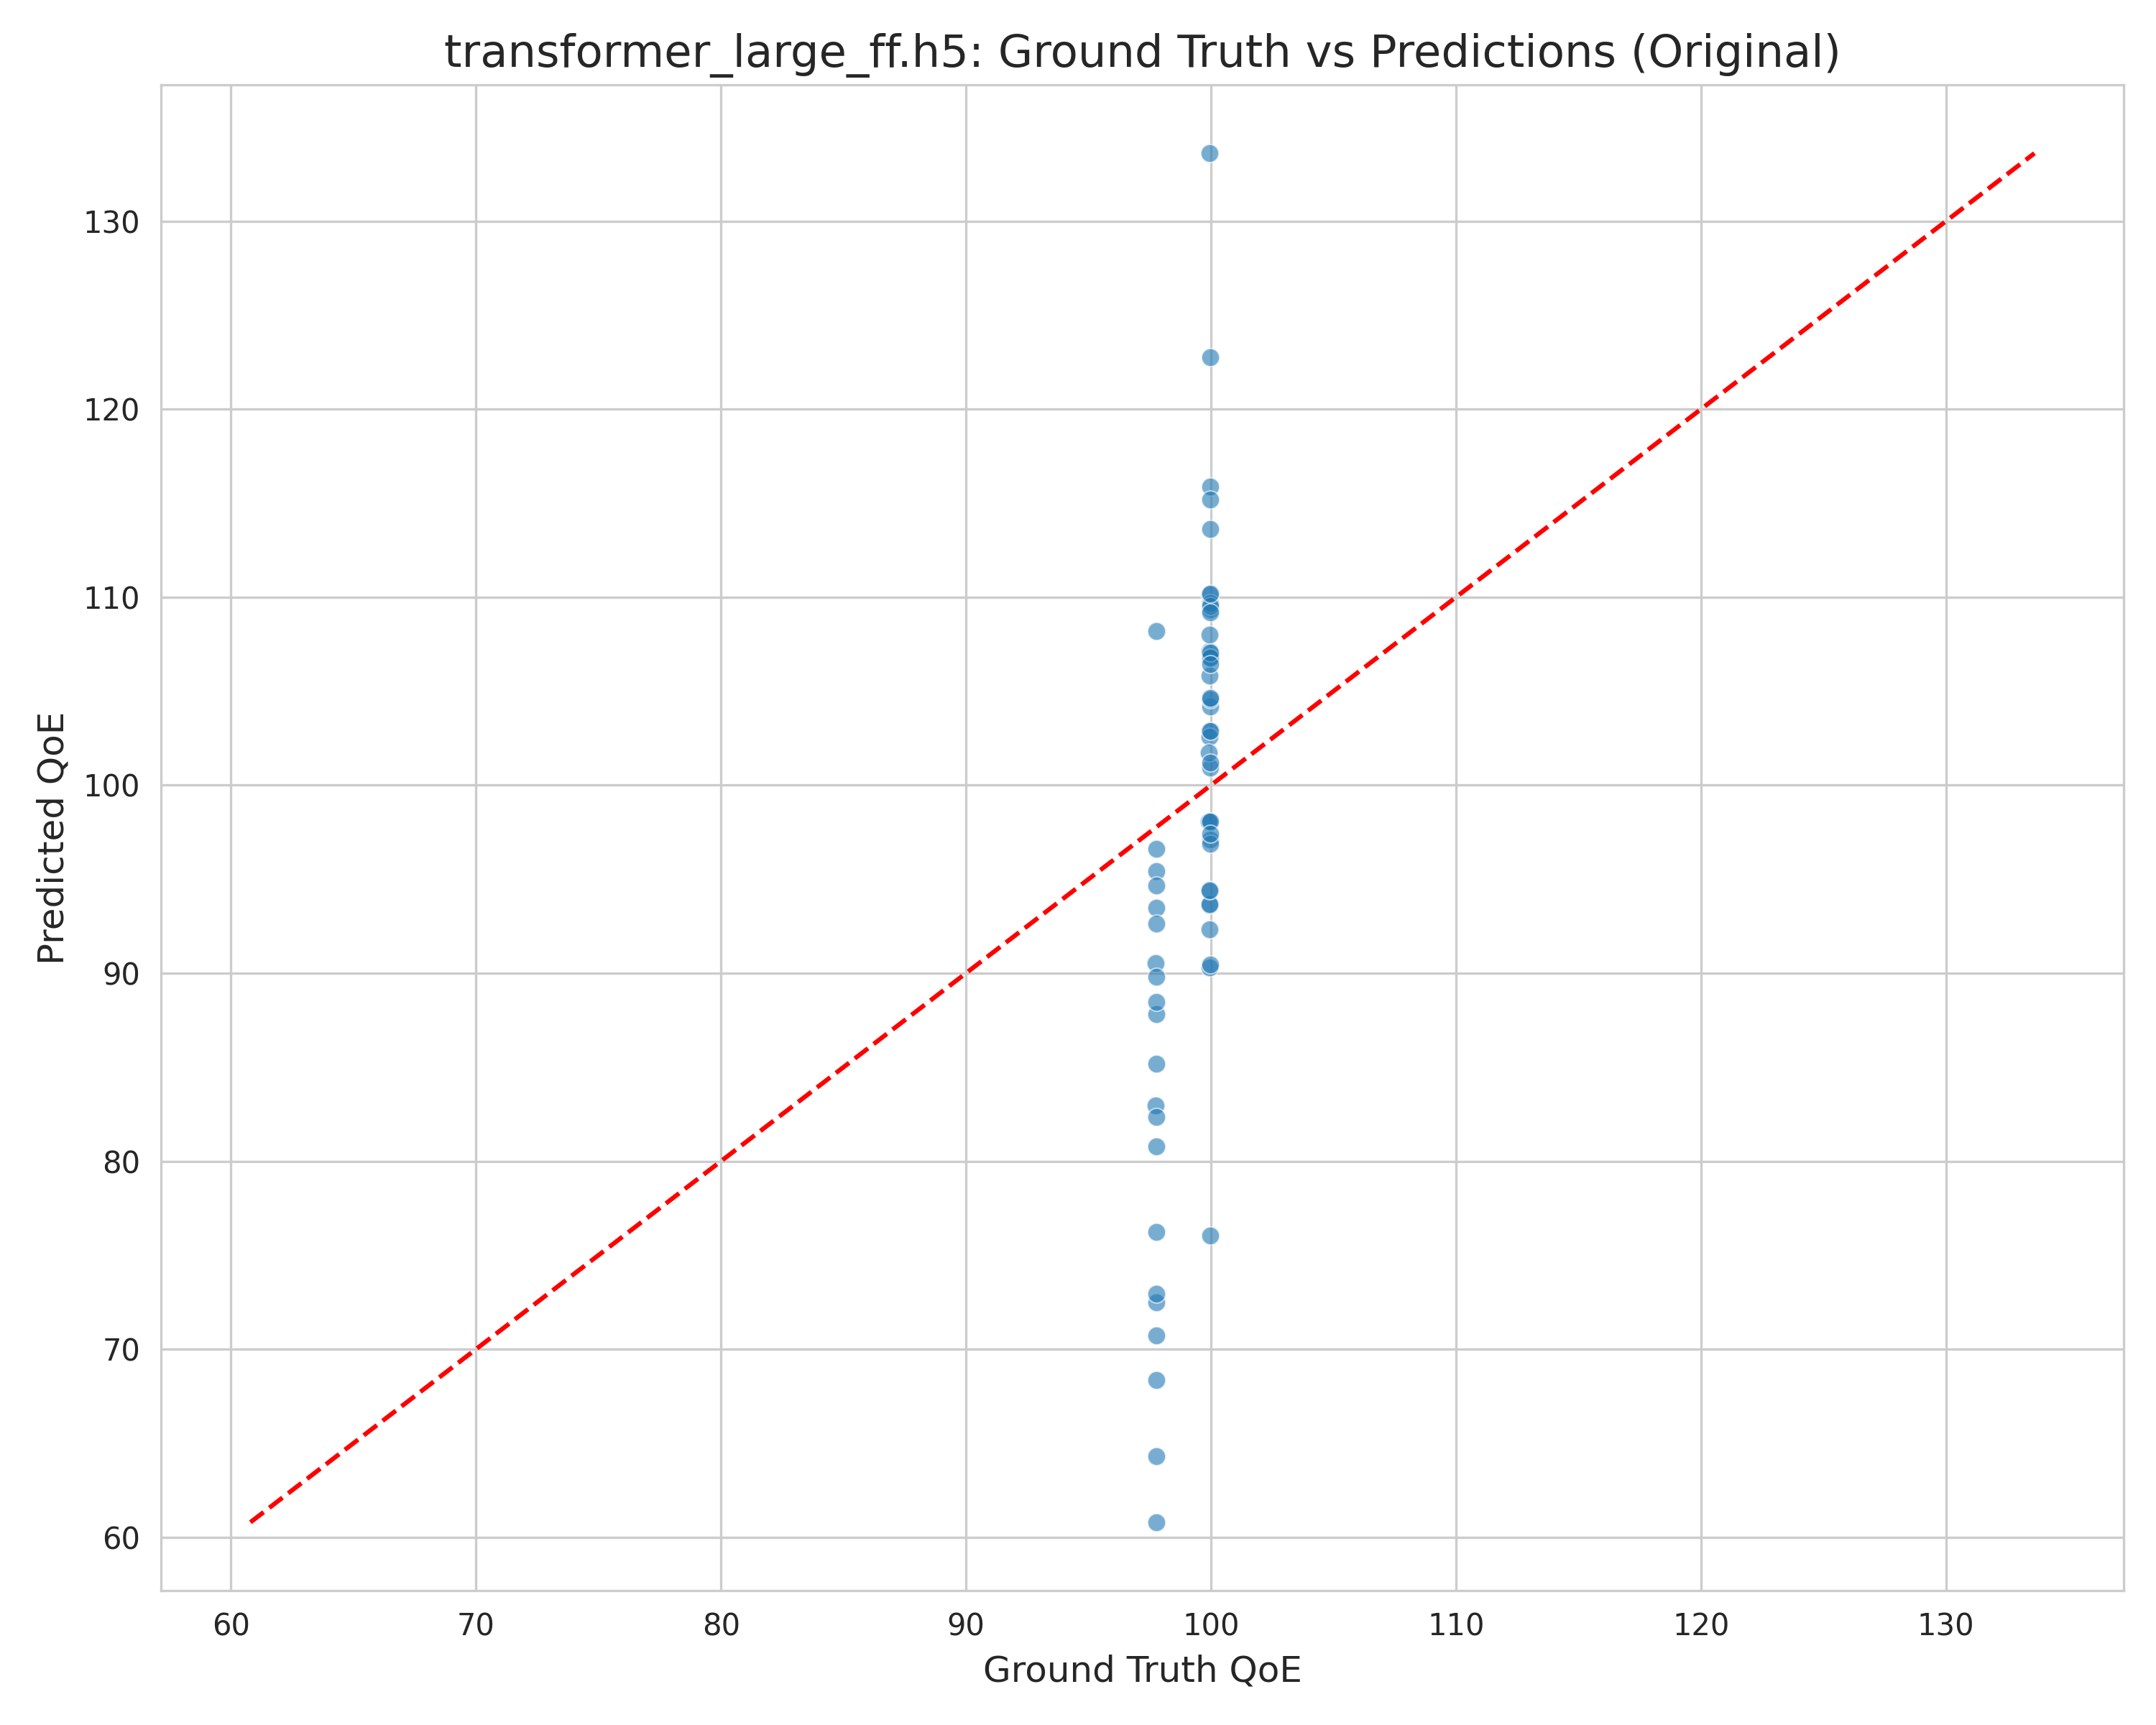 transformer_large_ff.h5: Ground Truth vs Predictions (Original)
130
120
110
100
90
80
70
60
Predicted QoE
60 70 80 90 100 110 120 130
Ground Truth QoE